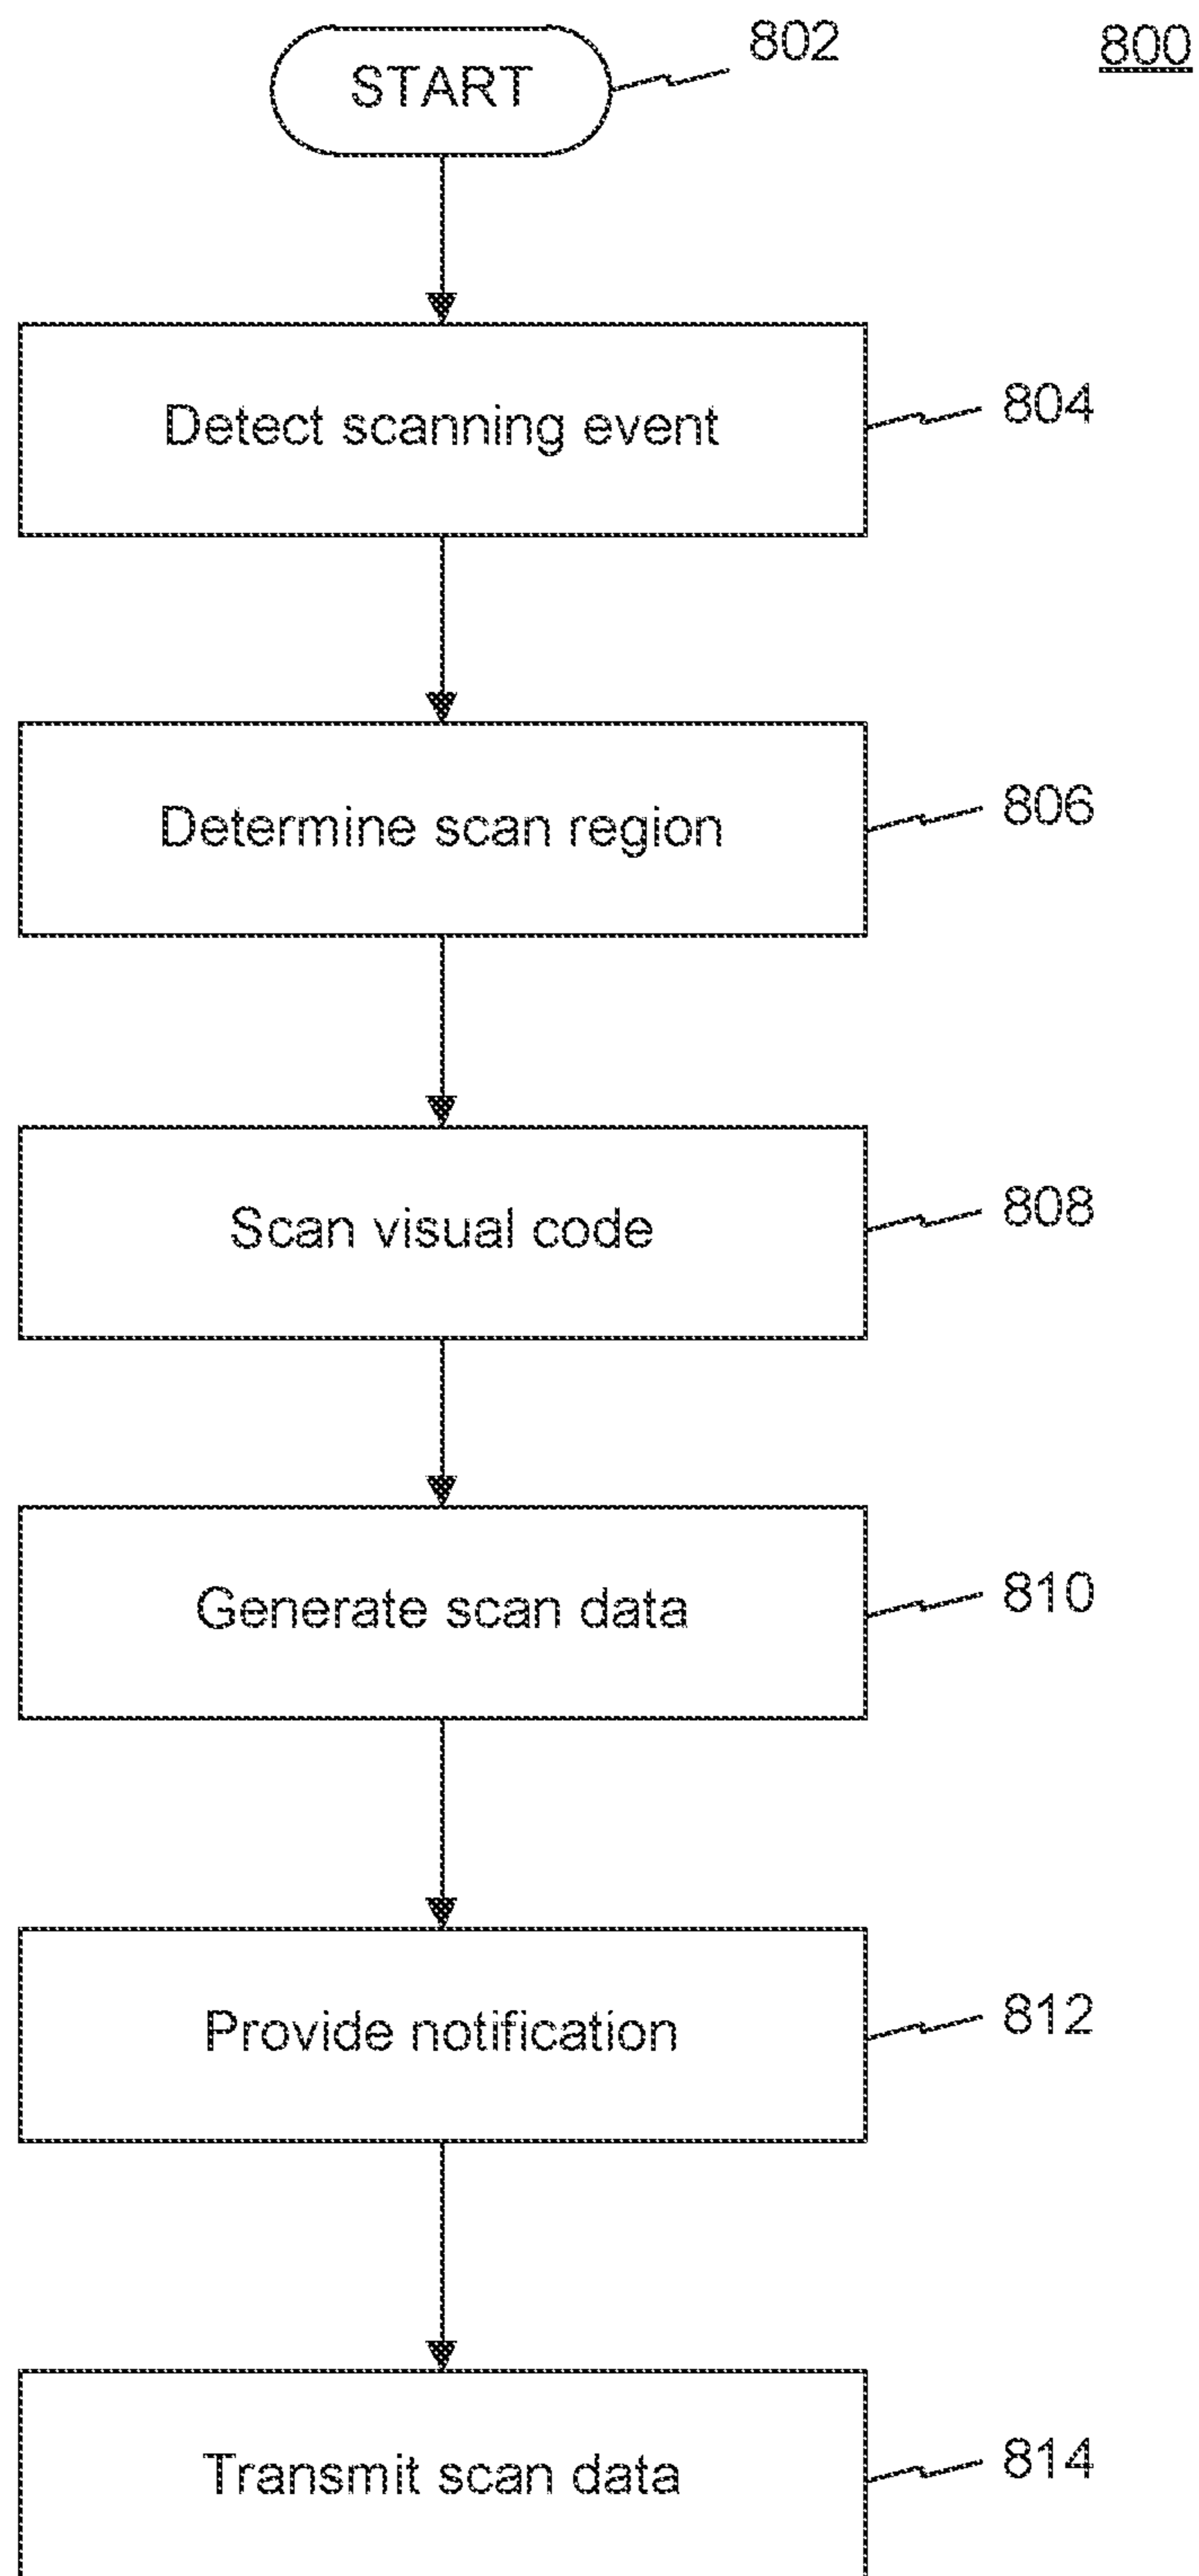 800
START
802
Detect scanning event
804
Determine scan region
806
Scan visual code
808
Generate scan data
810
Provide notification
812
Transmit scan data
814